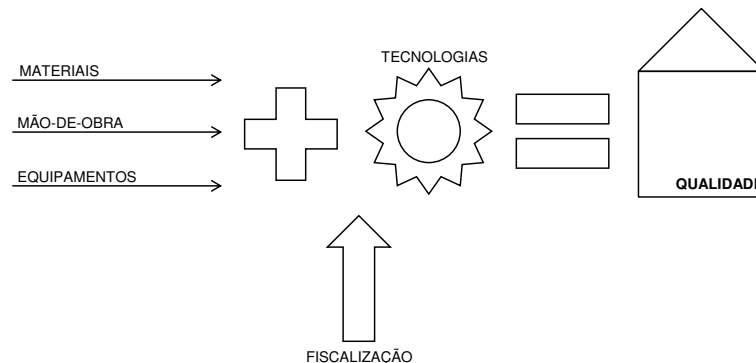 TECNOLOGIAS
MATERIAIS
MÃO-DE-OBRA
EQUIPAMENTOS
QUALIDADE
FISCALIZAÇÃO